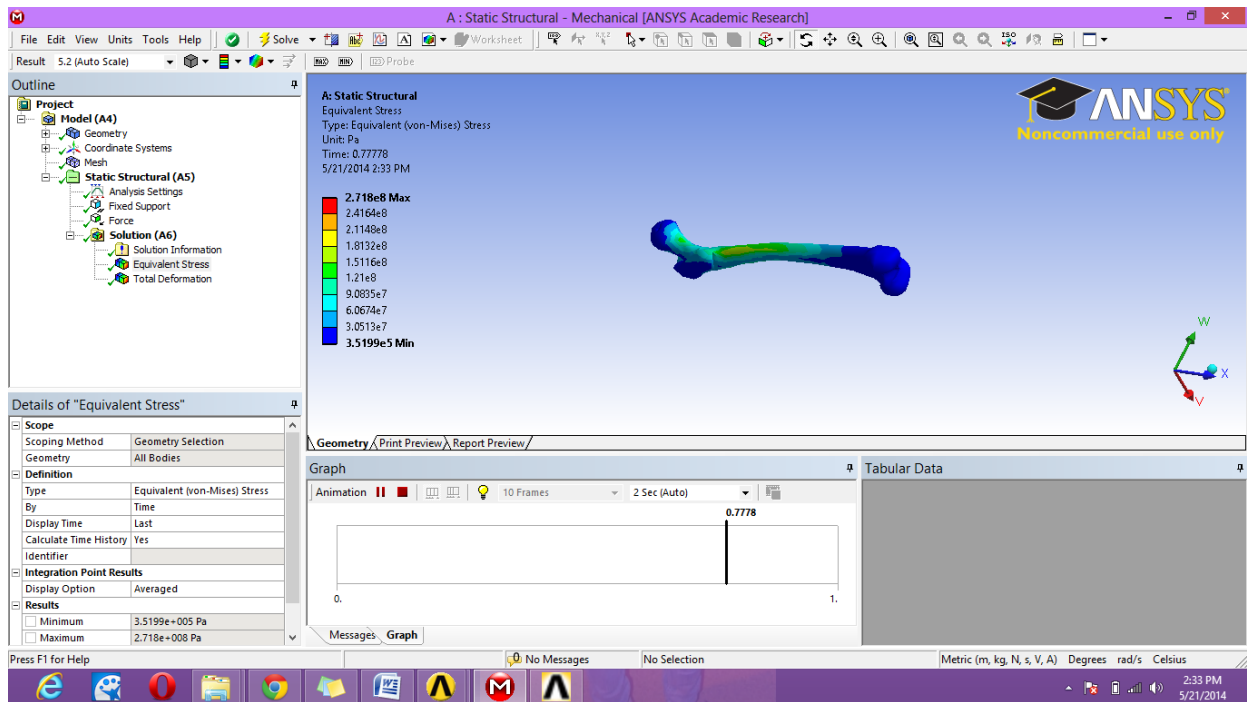 A : Static Structural - Mechanical [ANSYS Academic Research]
File Edit View Units Tools Help Solve Worksheet
Result 5.2 (Auto Scale) MAX MIN Probe
Outline
Project
Model (A4)
Geometry
Coordinate Systems
Mesh
Static Structural (A5)
Analysis Settings
Fixed Support
Force
Solution (A6)
Solution Information
Equivalent Stress
Total Deformation
A: Static Structural
Equivalent Stress
Type: Equivalent (von-Mises) Stress
Unit: Pa
Time: 0.77778
5/21/2014 2:33 PM
2.718e8 Max
2.4164e8
2.1148e8
1.8132e8
1.5116e8
1.21e8
9.0835e7
6.0674e7
3.0513e7
3.5199e5 Min
ANSYS
Noncommercial use only
W
X
V
Geometry Print Preview Report Preview
Details of "Equivalent Stress"
Scope
Scoping Method Geometry Selection
Geometry All Bodies
Definition
Type Equivalent (von-Mises) Stress
By Time
Display Time Last
Calculate Time History Yes
Identifier
Integration Point Results
Display Option Averaged
Results
Minimum 3.5199e+005 Pa
Maximum 2.718e+008 Pa
Graph
Animation 10 Frames 2 Sec (Auto)
0.7778
0. 1.
Messages Graph
Tabular Data
Press F1 for Help No Messages No Selection Metric (m, kg, N, s, V, A) Degrees rad/s Celsius
2:33 PM
5/21/2014